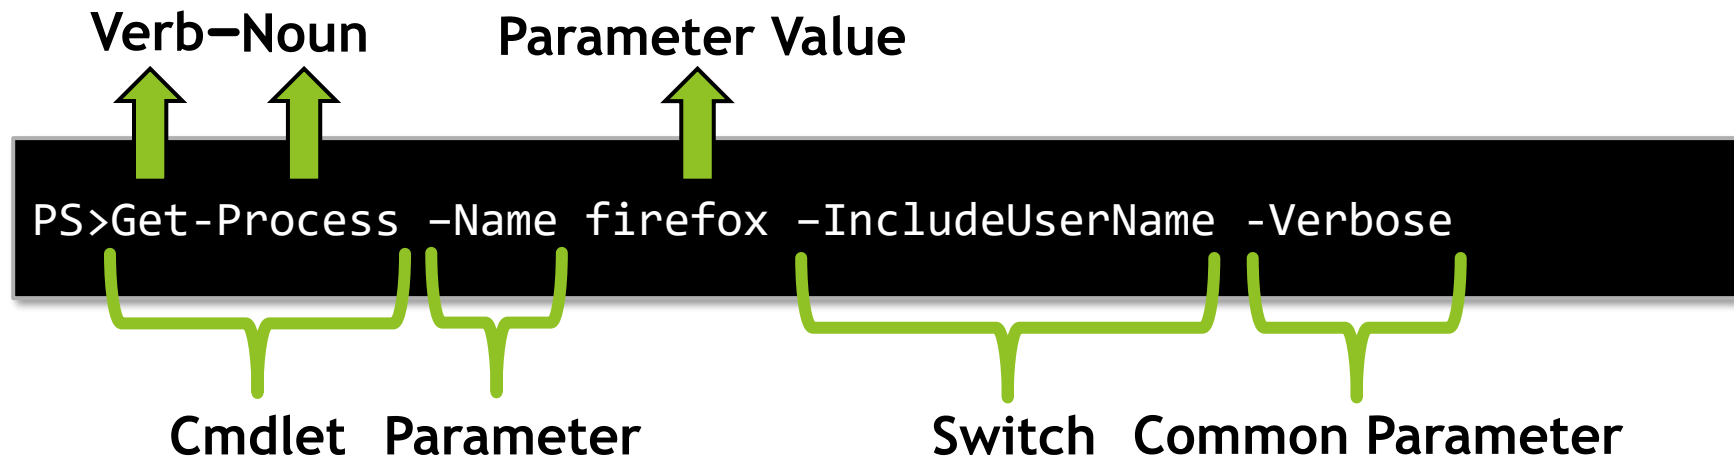 Verb–Noun Parameter Value
PS>Get-Process –Name firefox –IncludeUserName -Verbose
Cmdlet Parameter Switch Common Parameter